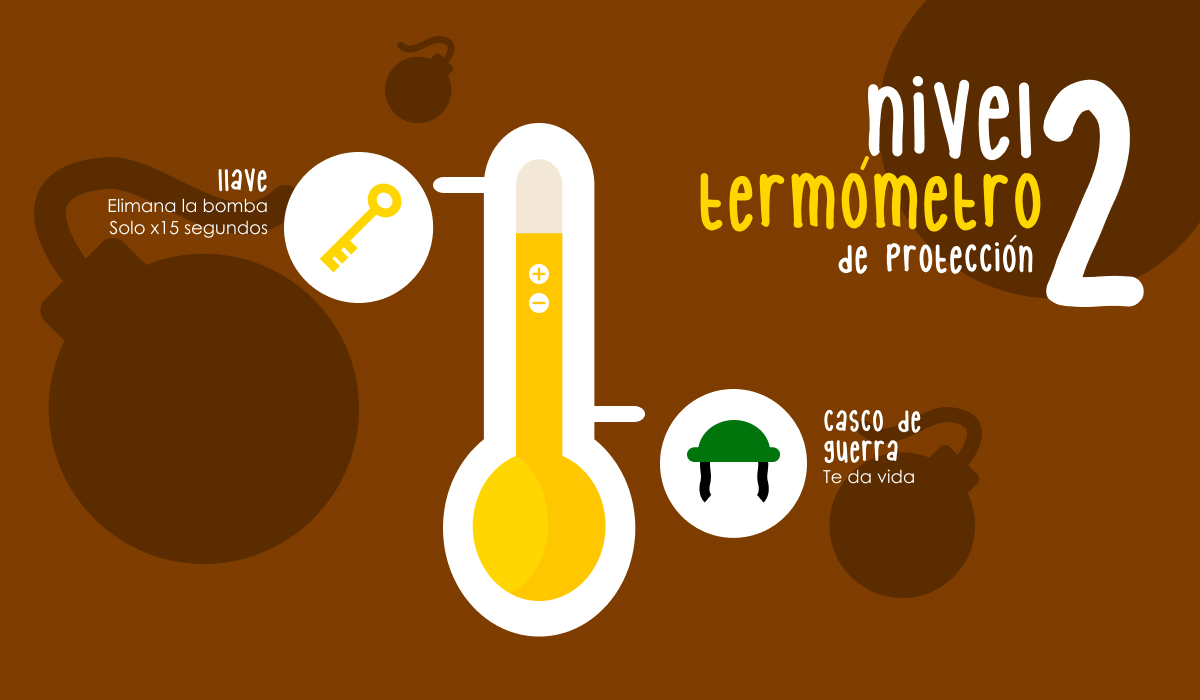 nivel 2
termómetro
de Protección
llave
Elimana la bomba
Solo x15 segundos
casco de
guerra
Te da vida